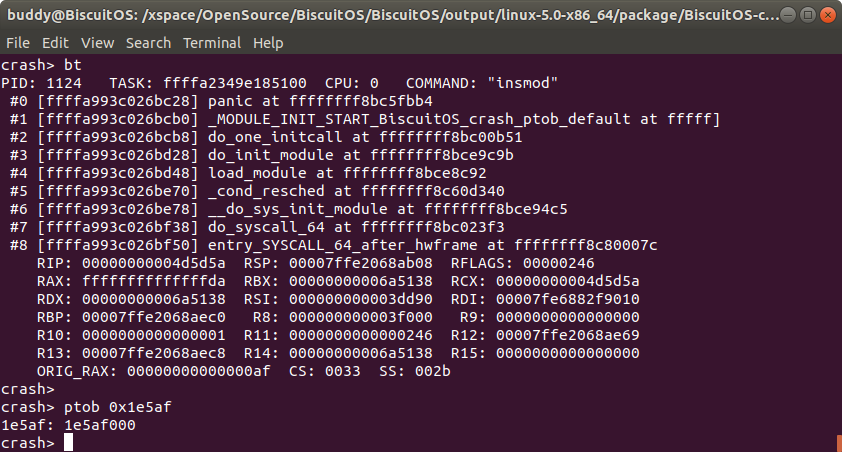 buddy@BiscuitOS: /xspace/OpenSource/BiscuitOS/BiscuitOS/output/linux-5.0-x86_64/package/BiscuitOS-c...
File Edit View Search Terminal Help
crash> bt
PID: 1124   TASK: ffffa2349e185100  CPU: 0   COMMAND: "insmod"
 #0 [ffffa993c026bc28] panic at ffffffff8bc5fbb4
 #1 [ffffa993c026bcb0] _MODULE_INIT_START_BiscuitOS_crash_ptob_default at fffff]
 #2 [ffffa993c026bcb8] do_one_initcall at ffffffff8bc00b51
 #3 [ffffa993c026bd28] do_init_module at ffffffff8bce9c9b
 #4 [ffffa993c026bd48] load_module at ffffffff8bce8c92
 #5 [ffffa993c026be70] _cond_resched at ffffffff8c60d340
 #6 [ffffa993c026be78] __do_sys_init_module at ffffffff8bce94c5
 #7 [ffffa993c026bf38] do_syscall_64 at ffffffff8bc023f3
 #8 [ffffa993c026bf50] entry_SYSCALL_64_after_hwframe at ffffffff8c80007c
    RIP: 00000000004d5d5a  RSP: 00007ffe2068ab08  RFLAGS: 00000246
    RAX: ffffffffffffffda  RBX: 00000000006a5138  RCX: 00000000004d5d5a
    RDX: 00000000006a5138  RSI: 000000000003dd90  RDI: 00007fe6882f9010
    RBP: 00007ffe2068aec0   R8: 000000000003f000   R9: 0000000000000000
    R10: 0000000000000001  R11: 0000000000000246  R12: 00007ffe2068ae69
    R13: 00007ffe2068aec8  R14: 00000000006a5138  R15: 0000000000000000
    ORIG_RAX: 00000000000000af  CS: 0033  SS: 002b
crash>
crash> ptob 0x1e5af
1e5af: 1e5af000
crash>